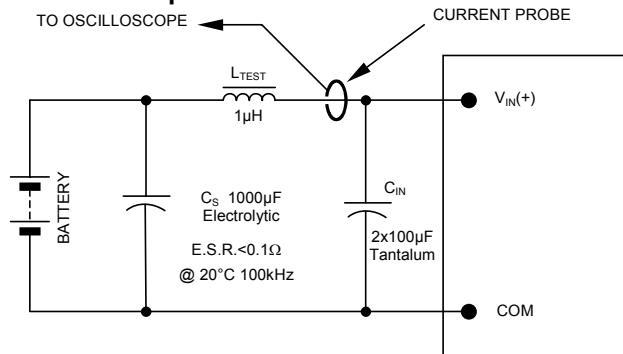 TO OSCILLOSCOPE
CURRENT PROBE
LTEST
1µH
VIN(+)
BATTERY
CS 1000µF
Electrolytic
E.S.R.<0.1Ω
@ 20°C 100kHz
CIN
2x100µF
Tantalum
COM